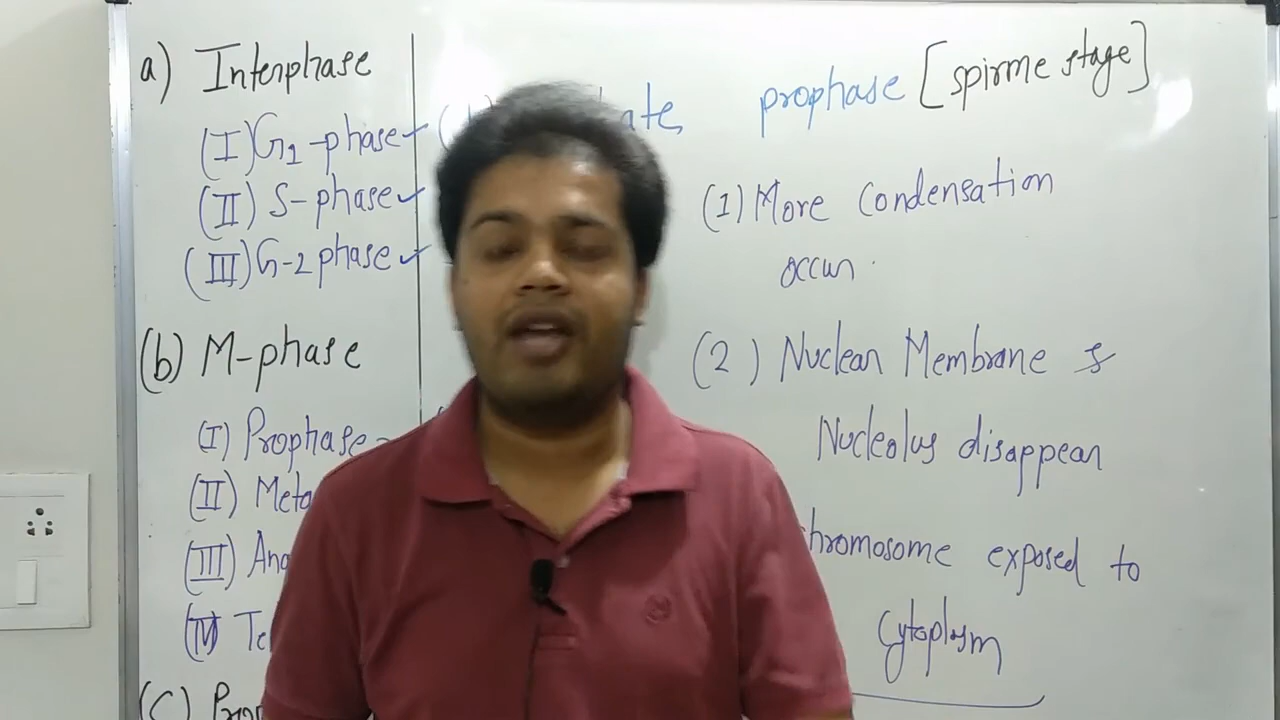 a) Interphase
(I) G1-phase
(II) S-phase
(III) G-2 phase
(b) M-phase
(I) Prophase
(II) Meta
(III) Ana
(IV) Te
(C)
prophase [spirme stage]
(1) More condensation
occur.
(2) Nuclear Membrane &
Nucleolus disappear
hromosome exposed to
Cytoplasm